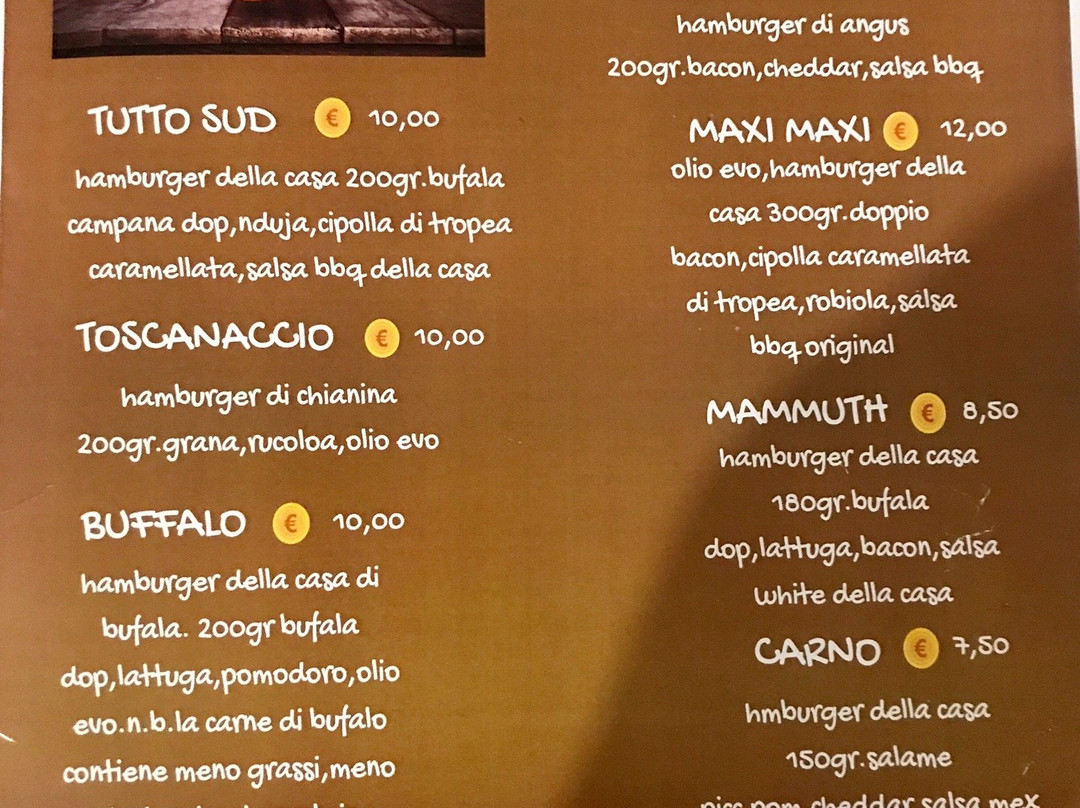 TUTTO SUD € 10,00
hamburger della casa 200gr.bufala
campana dop,nduja,cipolla di tropea
caramellata,salsa bbq della casa
TOSCANACCIO € 10,00
hamburger di chianina
200gr.grana,rucoloa,olio evo
BUFFALO € 10,00
hamburger della casa di
bufala. 200gr bufala
dop,lattuga,pomodoro,olio
evo.n.b.la carne di bufalo
contiene meno grassi,meno
hamburger di angus
200gr.bacon,cheddar,salsa bbq
MAXI MAXI € 12,00
olio evo,hamburger della
casa 300gr.doppio
bacon,cipolla caramellata
di tropea,robiola,salsa
bbq original
MAMMUTH € 8,50
hamburger della casa
180gr.bufala
dop,lattuga,bacon,salsa
white della casa
CARNO € 7,50
hmburger della casa
150gr.salame
picc.pom,cheddar,salsa mex